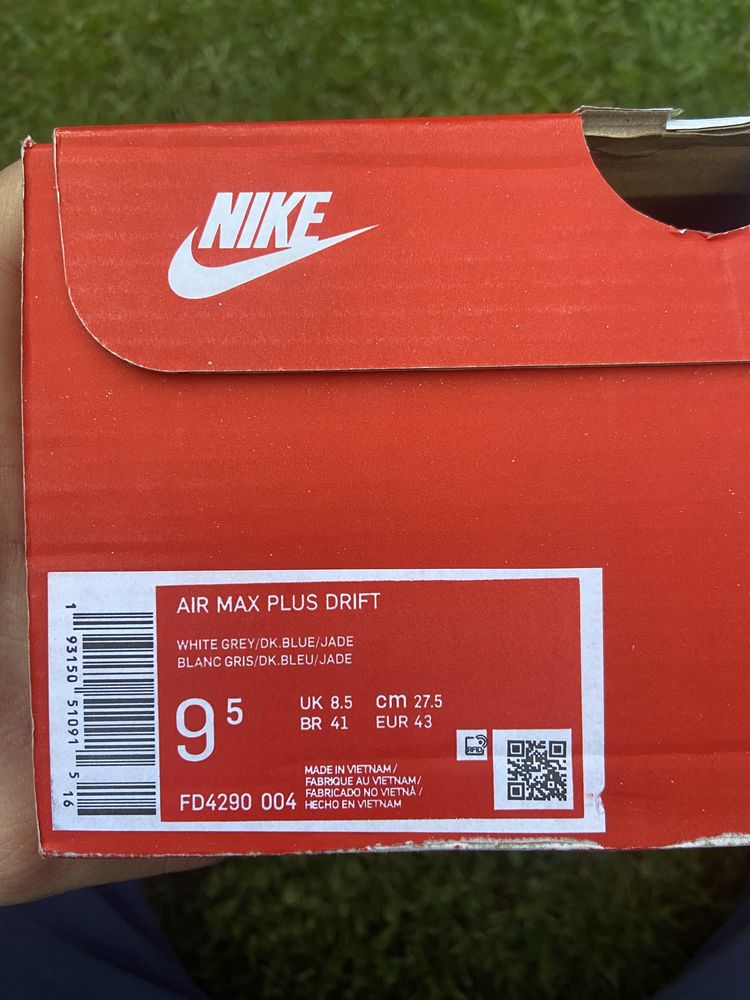 NIKE
AIR MAX PLUS DRIFT
WHITE GREY/DK.BLUE/JADE
BLANC GRIS/DK.BLEU/JADE
9 5
UK 8.5 cm 27.5
BR 41 EUR 43
RFID
MADE IN VIETNAM /
FABRIQUE AU VIETNAM /
FABRICADO NO VIETNÃ /
HECHO EN VIETNAM
FD4290 004
1 93150 51091 5 16